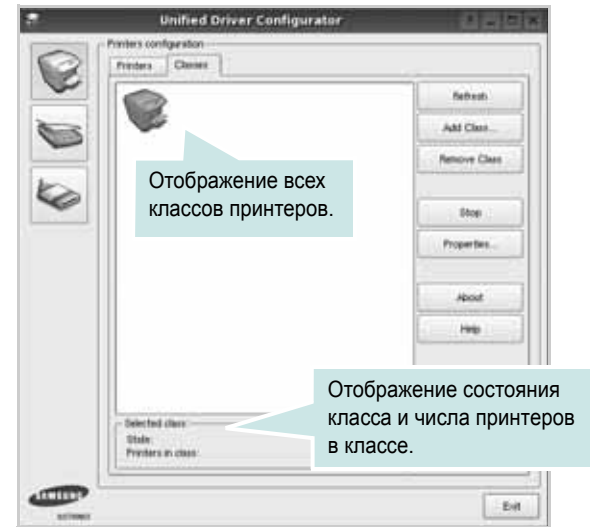 Unified Driver Configurator
Printers configuration
Printers Classes
Refresh
Add Class...
Remove Class
Отображение всех
классов принтеров.
Stop
Properties...
About
Help
Отображение состояния
класса и числа принтеров
в классе.
Selected class:
State:
Printers in class:
SAMSUNG
ELECTRONICS
Exit